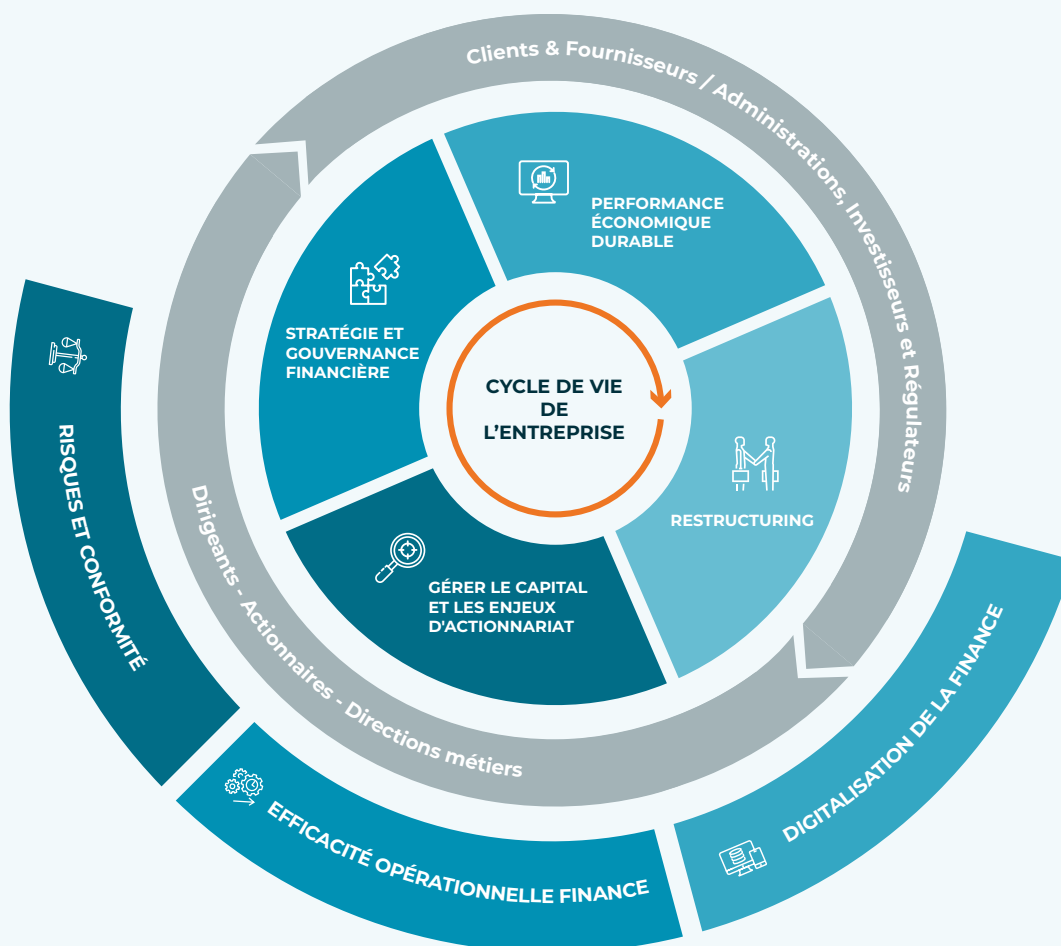 Clients & Fournisseurs / Administrations, Investisseurs et Régulateurs
PERFORMANCE
ÉCONOMIQUE
DURABLE
STRATÉGIE ET
GOUVERNANCE
FINANCIÈRE
CYCLE DE VIE
DE
L’ENTREPRISE
RESTRUCTURING
GÉRER LE CAPITAL
ET LES ENJEUX
D'ACTIONNARIAT
Dirigeants - Actionnaires - Directions métiers
RISQUES ET CONFORMITÉ
EFFICACITÉ OPÉRATIONNELLE FINANCE
DIGITALISATION DE LA FINANCE